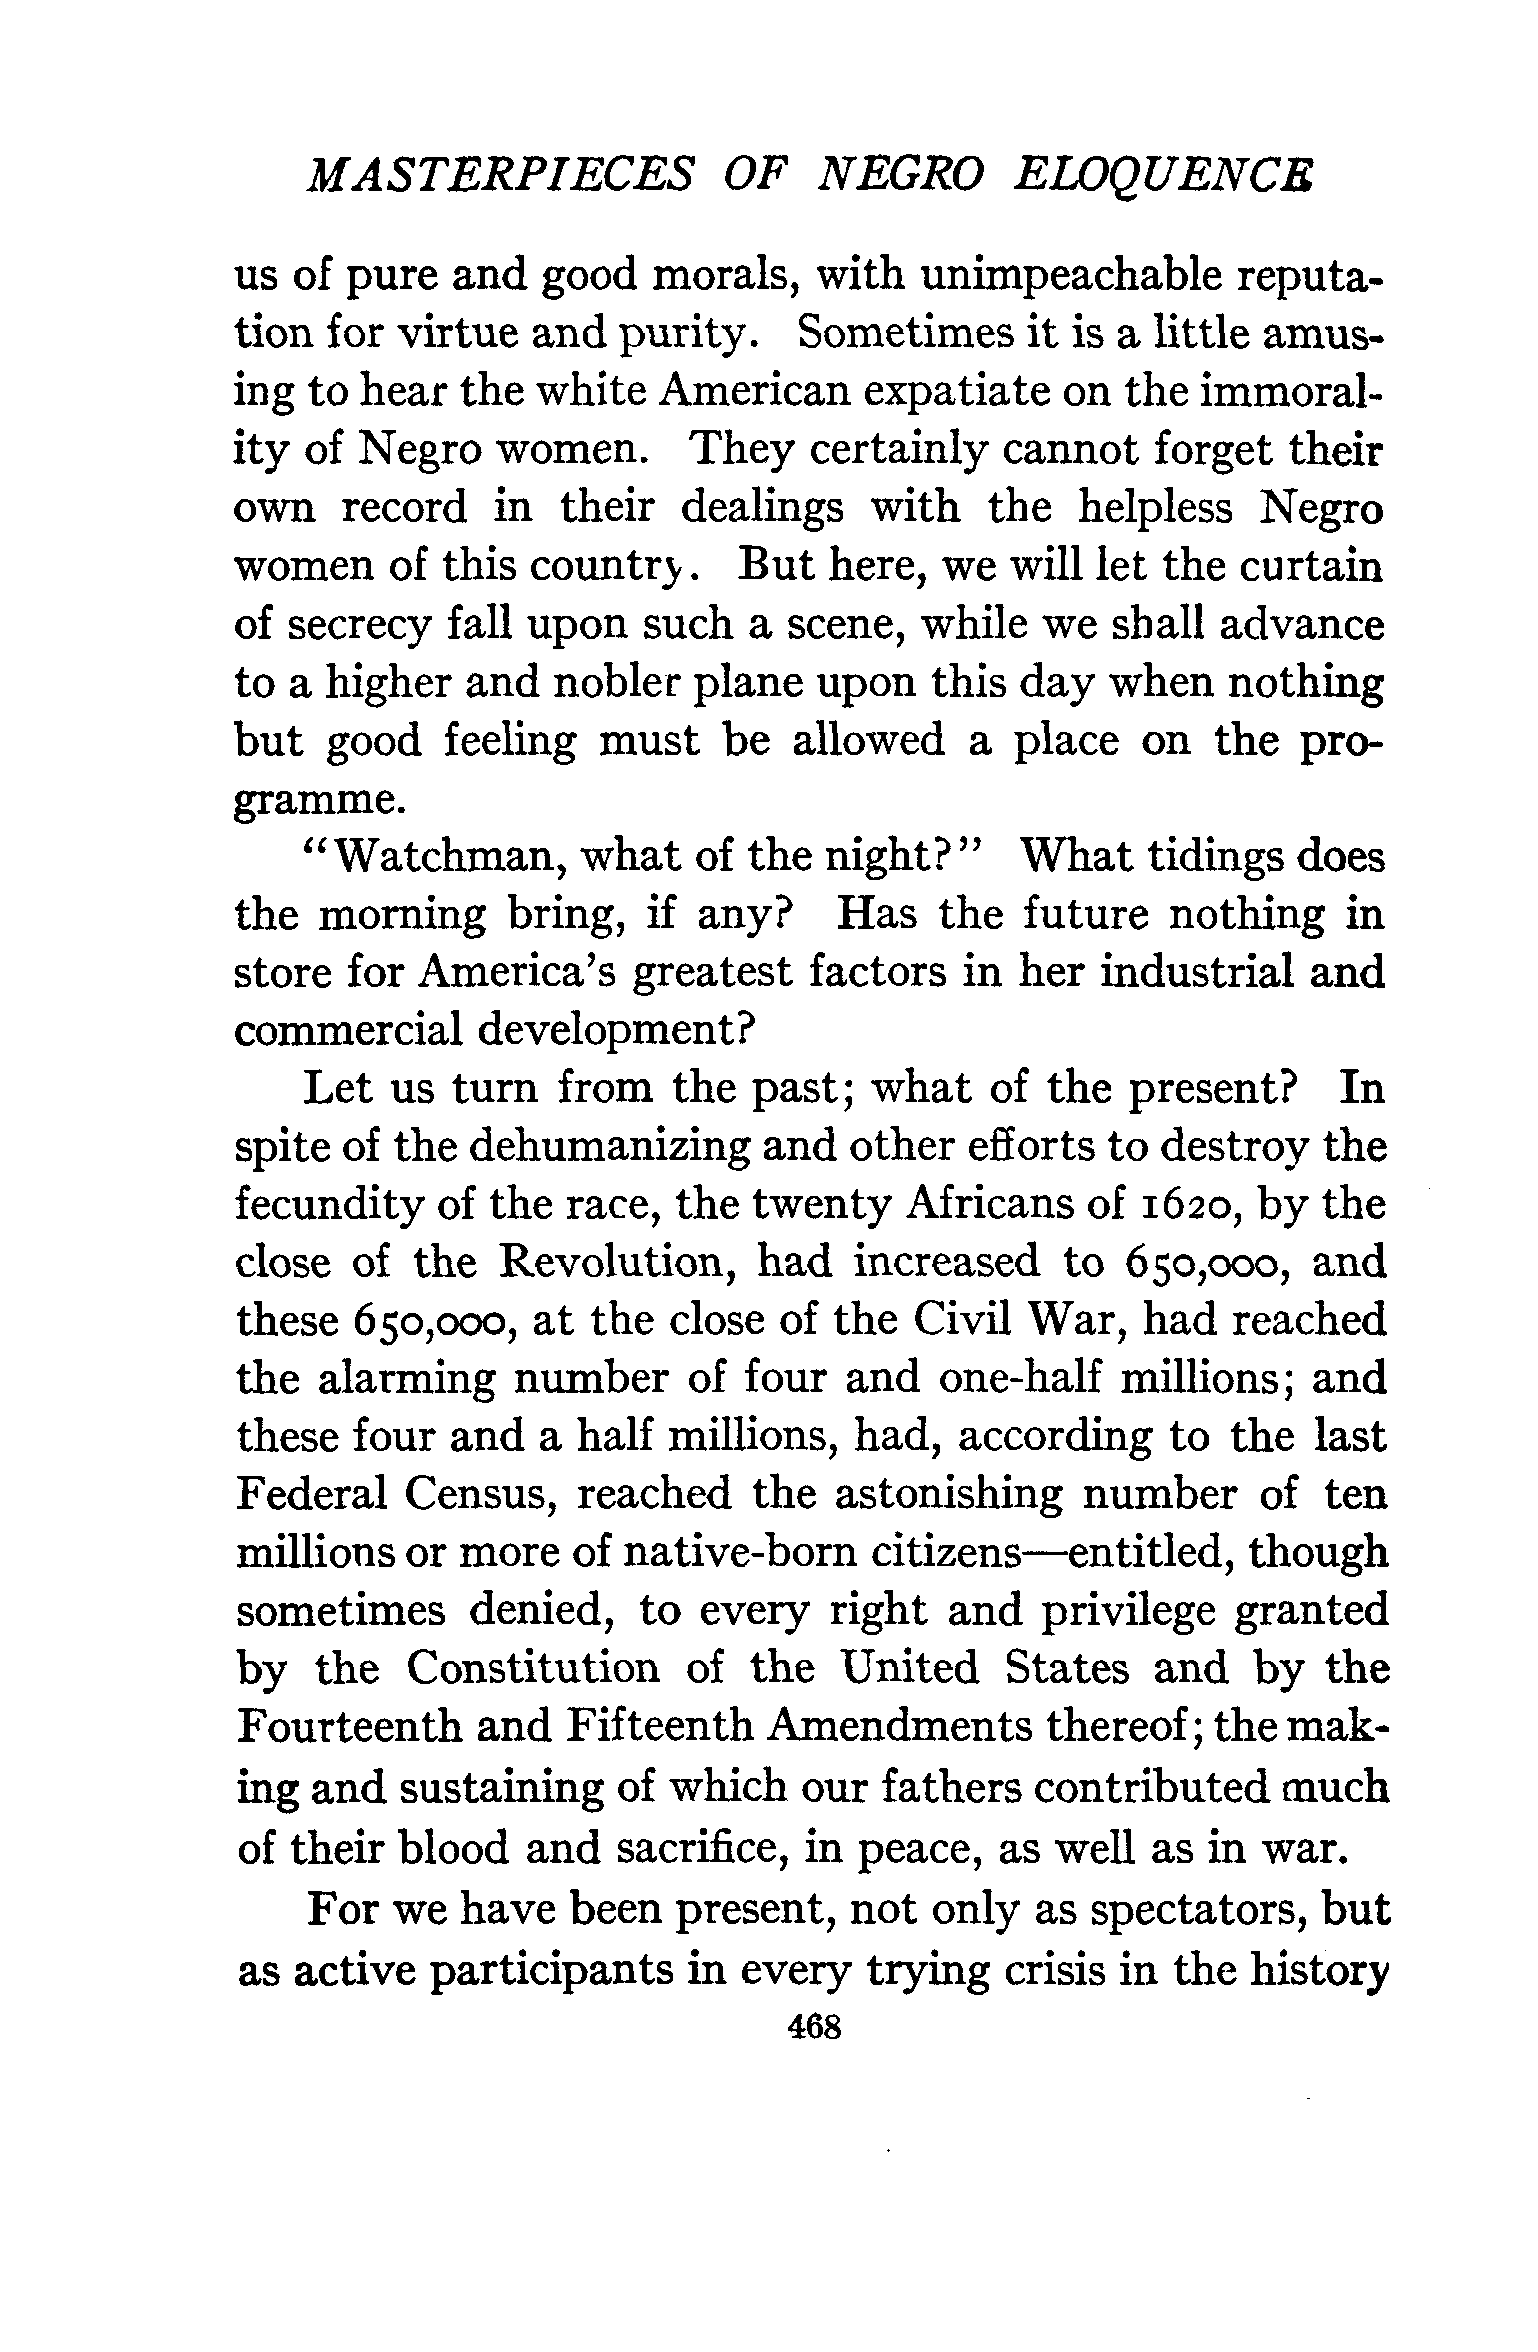 MASTERPIECES OF NEGRO ELOQUENCE
us of pure and good morals, with unimpeachable reputa-
tion for virtue and purity. Sometimes it is a little amus-
ing to hear the white American expatiate on the immoral-
ity of Negro women. They certainly cannot forget their
own record in their dealings with the helpless Negro
women of this country. But here, we will let the curtain
of secrecy fall upon such a scene, while we shall advance
to a higher and nobler plane upon this day when nothing
but good feeling must be allowed a place on the pro-
gramme.
"Watchman, what of the night?" What tidings does
the morning bring, if any? Has the future nothing in
store for America's greatest factors in her industrial and
commercial development?
Let us turn from the past; what of the present? In
spite of the dehumanizing and other efforts to destroy the
fecundity of the race, the twenty Africans of 1620, by the
close of the Revolution, had increased to 650,000, and
these 650,000, at the close of the Civil War, had reached
the alarming number of four and one-half millions; and
these four and a half millions, had, according to the last
Federal Census, reached the astonishing number of ten
millions or more of native-born citizens—entitled, though
sometimes denied, to every right and privilege granted
by the Constitution of the United States and by the
Fourteenth and Fifteenth Amendments thereof; the mak-
ing and sustaining of which our fathers contributed much
of their blood and sacrifice, in peace, as well as in war.
For we have been present, not only as spectators, but
as active participants in every trying crisis in the history
468